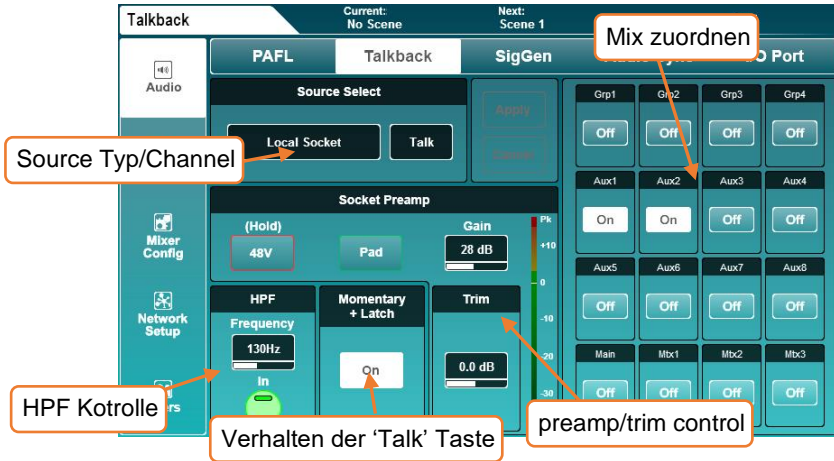 Talkback
Current:
No Scene
Next:
Scene 1
Mix zuordnen
PAFL
Talkback
SigGen
O Port
Audio
Source Select
Local Socket
Talk
Apply
Cancel
Source Typ/Channel
Grp1
Grp2
Grp3
Grp4
Off
Off
Off
Off
Aux1
Aux2
Aux3
Aux4
On
On
Off
Off
Mixer
Config
Socket Preamp
(Hold)
48V
Pad
Gain
28 dB
Pk
+10
0
-10
-20
-30
Network
Setup
HPF
Frequency
130Hz
In
Momentary
+ Latch
On
Trim
0.0 dB
Aux5
Aux6
Aux7
Aux8
Off
Off
Off
Off
Main
Mtx1
Mtx2
Mtx3
Off
Off
Off
Off
rs
HPF Kotrolle
Verhalten der ‘Talk’ Taste
preamp/trim control